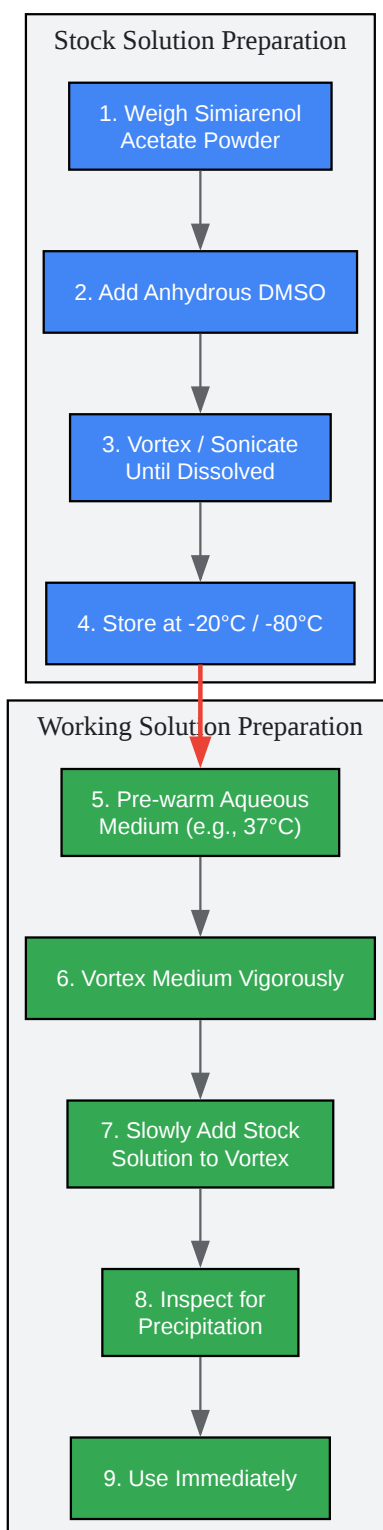 Stock Solution Preparation
1. Weigh Simiarenol
Acetate Powder
2. Add Anhydrous DMSO
3. Vortex / Sonicate
Until Dissolved
4. Store at -20°C / -80°C
Working Solution Preparation
5. Pre-warm Aqueous
Medium (e.g., 37°C)
6. Vortex Medium Vigorously
7. Slowly Add Stock
Solution to Vortex
8. Inspect for
Precipitation
9. Use Immediately